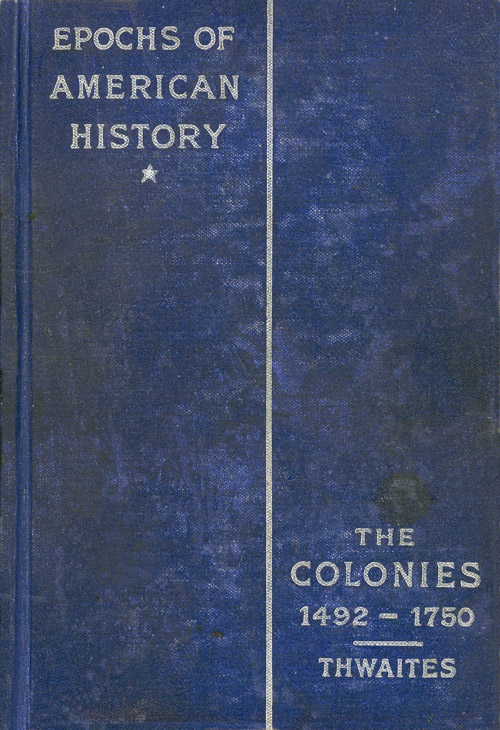 EPOCHS OF
AMERICAN
HISTORY
THE
COLONIES
1492 – 1750
THWAITES